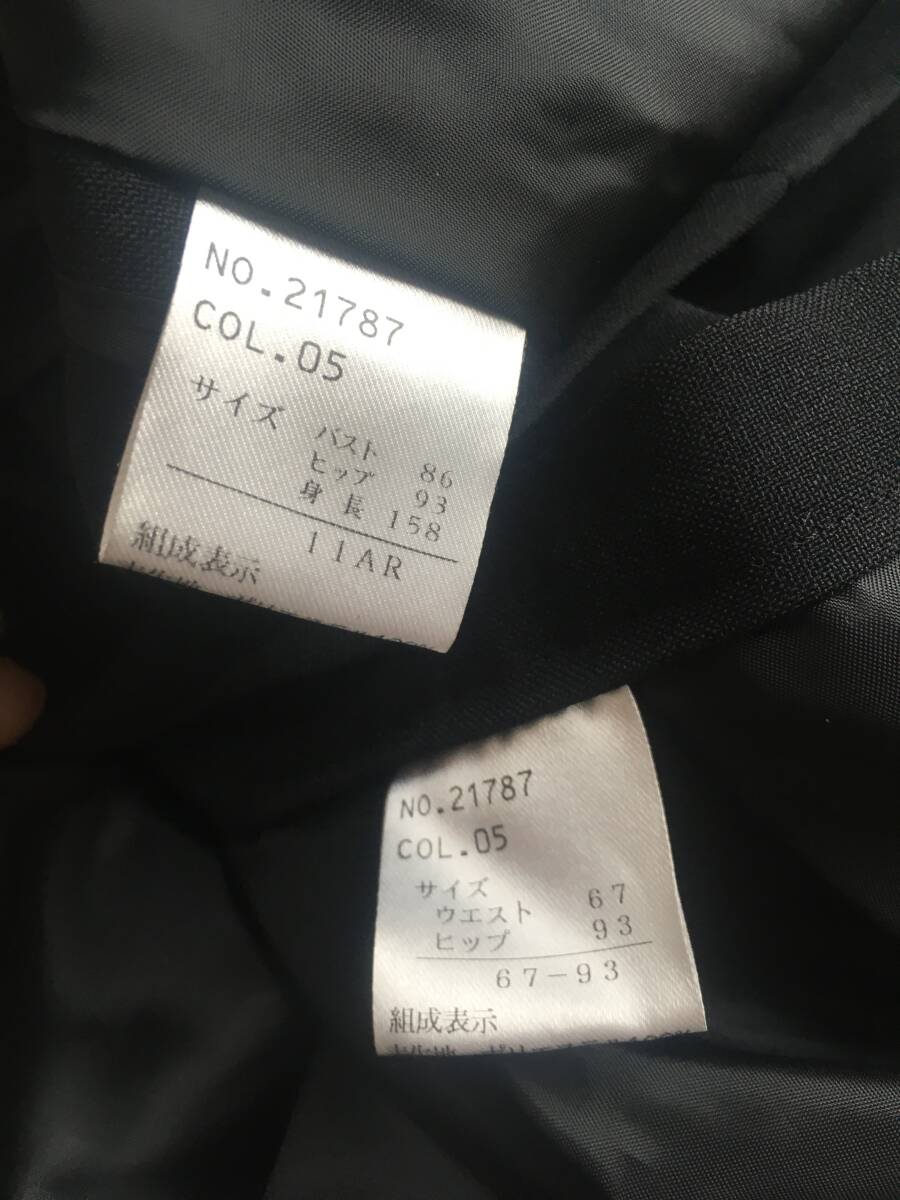 NO.21787
COL.05
サイズ
バスト 86
ヒップ 93
身長 158
11AR
組成表示
NO.21787
COL.05
サイズ
ウエスト 67
ヒップ 93
67-93
組成表示